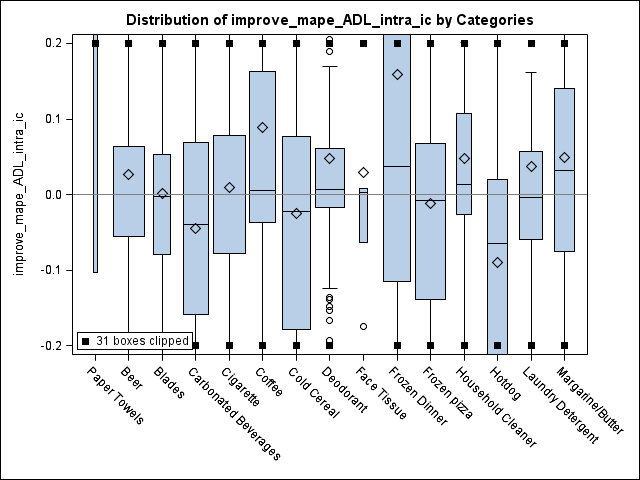 Distribution of improve_mape_ADL_intra_ic by Categories
improve_mape_ADL_intra_ic
0.2
0.1
0.0
-0.1
-0.2
31 boxes clipped
Paper Towels
Beer
Blades
Carbonated Beverages
Cigarette
Coffee
Cold Cereal
Deodorant
Face Tissue
Frozen Dinner
Frozen pizza
Household Cleaner
Hotdog
Laundry Detergent
Margarine/Butter